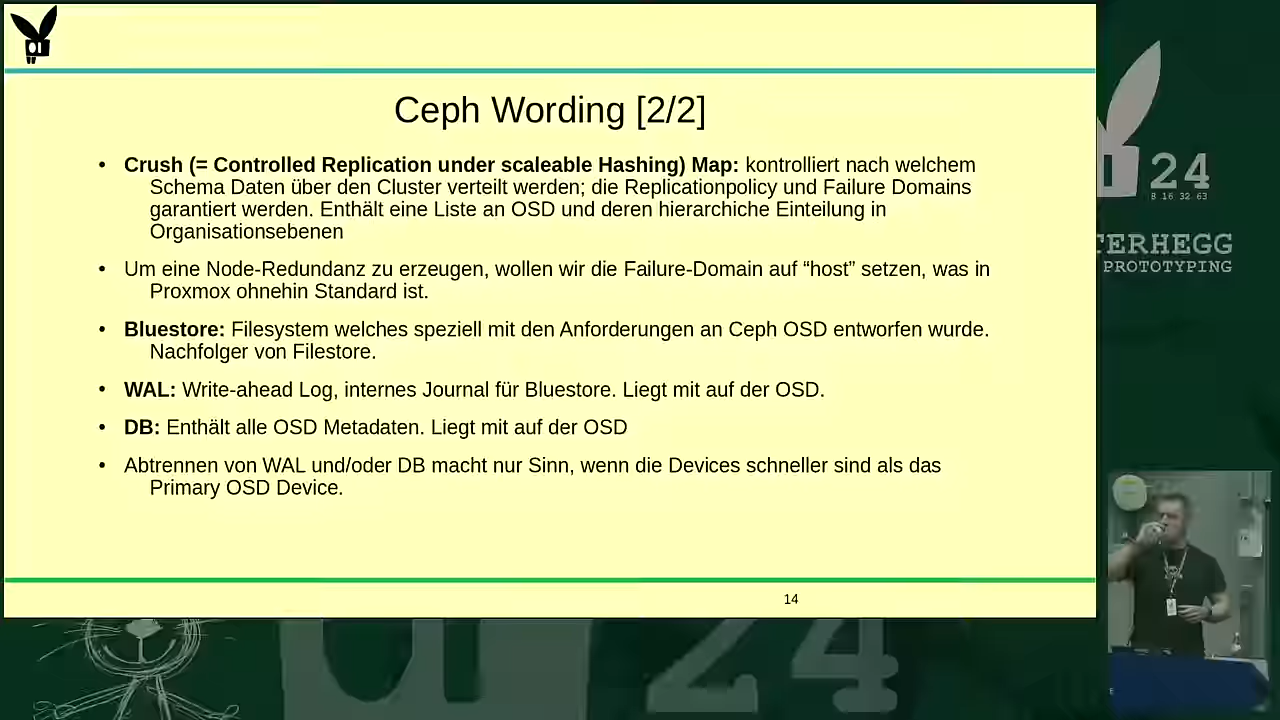 Ceph Wording [2/2]
• Crush (= Controlled Replication under scaleable Hashing) Map: kontrolliert nach welchem
Schema Daten über den Cluster verteilt werden; die Replicationpolicy und Failure Domains
garantiert werden. Enthält eine Liste an OSD und deren hierarchiche Einteilung in
Organisationsebenen
• Um eine Node-Redundanz zu erzeugen, wollen wir die Failure-Domain auf “host” setzen, was in
Proxmox ohnehin Standard ist.
• Bluestore: Filesystem welches speziell mit den Anforderungen an Ceph OSD entworfen wurde.
Nachfolger von Filestore.
• WAL: Write-ahead Log, internes Journal für Bluestore. Liegt mit auf der OSD.
• DB: Enthält alle OSD Metadaten. Liegt mit auf der OSD
• Abtrennen von WAL und/oder DB macht nur Sinn, wenn die Devices schneller sind als das
Primary OSD Device.
14
24
8 16 32 63
TERHEGG
PROTOTYPING
24